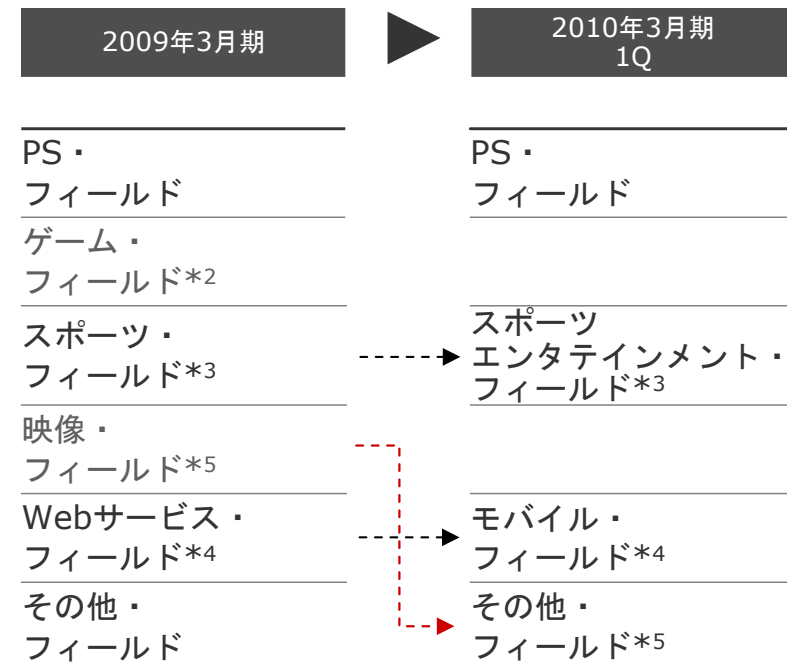 2009年3月期
2010年3月期
1Q
PS・
フィールド
PS・
フィールド
ゲーム・
フィールド*2
スポーツ・
フィールド*3
スポーツ
エンタテインメント・
フィールド*3
映像・
フィールド*5
Webサービス・
フィールド*4
モバイル・
フィールド*4
その他・
フィールド
その他・
フィールド*5